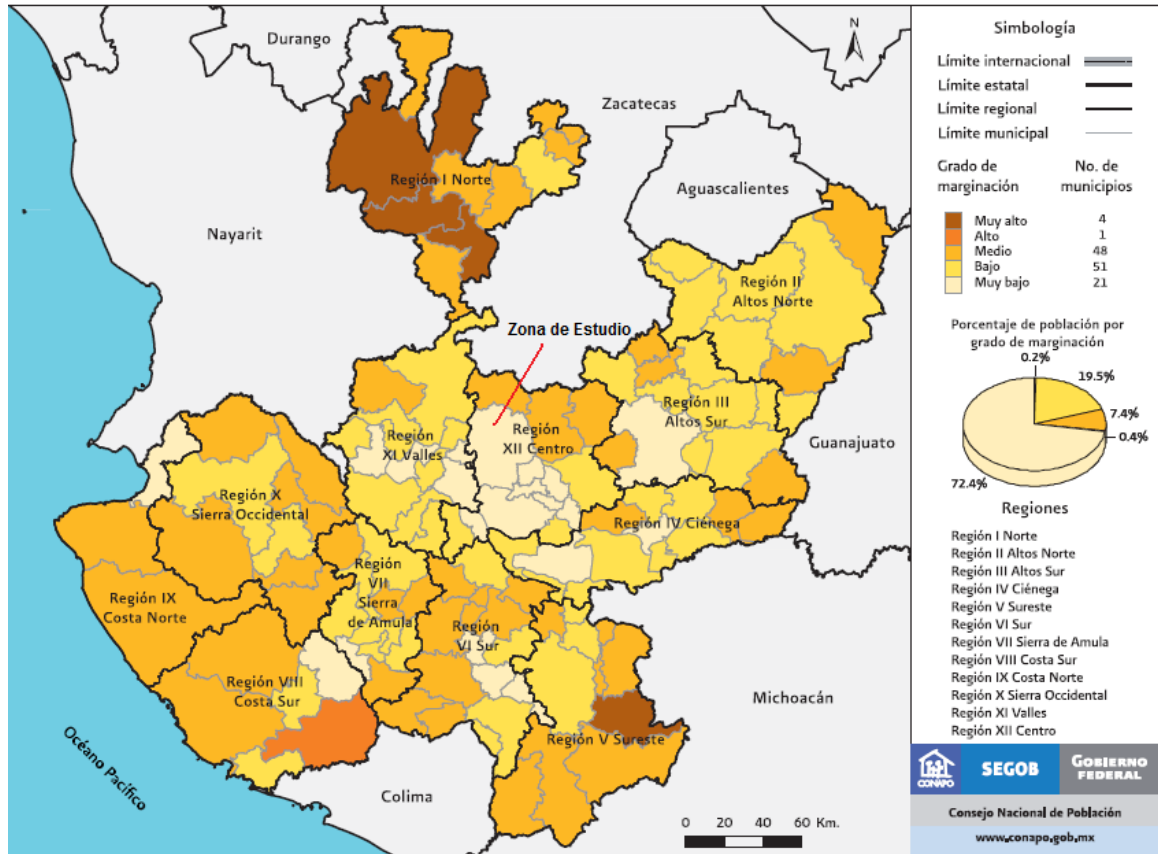 Durango
Zacatecas
N
Región I Norte
Aguascalientes
Nayarit
Región II
Altos Norte
Zona de Estudio
Región III
Altos Sur
Región
XII Centro
Región
XI Valles
Guanajuato
Región X
Sierra Occidental
Región IV Ciénega
Región
VII
Sierra
de Amula
Región IX
Costa Norte
Región
VI Sur
Región VIII
Costa Sur
Michoacán
Región V Sureste
Océano Pacífico
Colima
0 20 40 60 Km.
Simbología
Límite internacional
Límite estatal
Límite regional
Límite municipal
Grado de marginación No. de municipios
Muy alto 4
Alto 1
Medio 48
Bajo 51
Muy bajo 21
Porcentaje de población por
grado de marginación
0.2%
19.5%
7.4%
0.4%
72.4%
Regiones
Región I Norte
Región II Altos Norte
Región III Altos Sur
Región IV Ciénega
Región V Sureste
Región VI Sur
Región VII Sierra de Amula
Región VIII Costa Sur
Región IX Costa Norte
Región X Sierra Occidental
Región XI Valles
Región XII Centro
CONAPO
SEGOB
GOBIERNO
FEDERAL
Consejo Nacional de Población
www.conapo.gob.mx